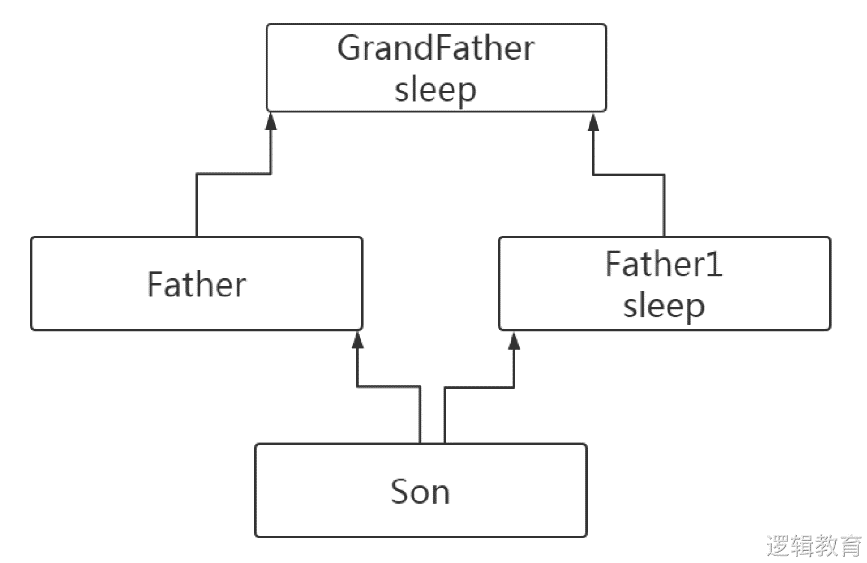 GrandFather
sleep
Father
Father1
sleep
Son
逻辑教育